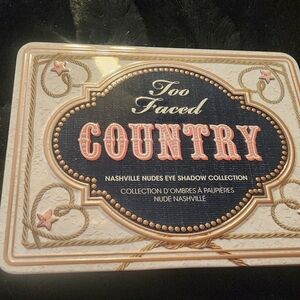 Too
Faced
COUNTRY
NASHVILLE NUDES EYE SHADOW COLLECTION
COLLECTION D'OMBRES À PAUPIÈRES
NUDE NASHVILLE